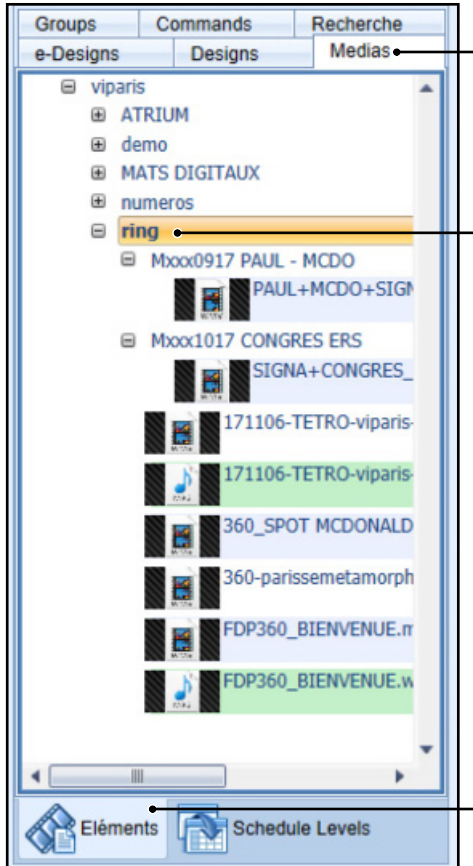 Groups Commands Recherche
e-Designs Designs Medias
viparis
ATRIUM
demo
MATS DIGITAUX
numeros
ring
Mxxx0917 PAUL - MCDO
PAUL+MCDO+SIGN
Mxxx1017 CONGRES ERS
SIGNA+CONGRES_
171106-TETRO-viparis-
171106-TETRO-viparis-
360_SPOT MCDONALD
360-parissemetamorph
FDP360_BIENVENUE.m
FDP360_BIENVENUE.w
Eléments Schedule Levels